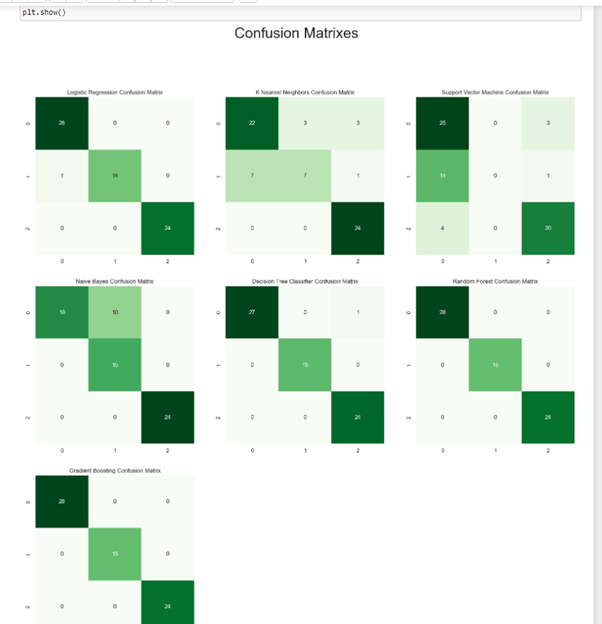 plt.show()
Confusion Matrixes
Logistic Regression Confusion Matrix
0 28 0 0
1 1 14 0
2 0 0 24
0 1 2
K Nearest Neighbors Confusion Matrix
0 22 3 3
1 7 7 1
2 0 0 24
0 1 2
Support Vector Machine Confusion Matrix
0 25 0 3
1 14 0 1
2 4 0 20
0 1 2
Naive Bayes Confusion Matrix
0 18 10 0
1 0 15 0
2 0 0 24
0 1 2
Decision Tree Classifier Confusion Matrix
0 27 0 1
1 0 15 0
2 0 0 24
0 1 2
Random Forest Confusion Matrix
0 28 0 0
1 0 15 0
2 0 0 24
0 1 2
Gradient Boosting Confusion Matrix
0 28 0 0
1 0 15 0
2 0 0 24